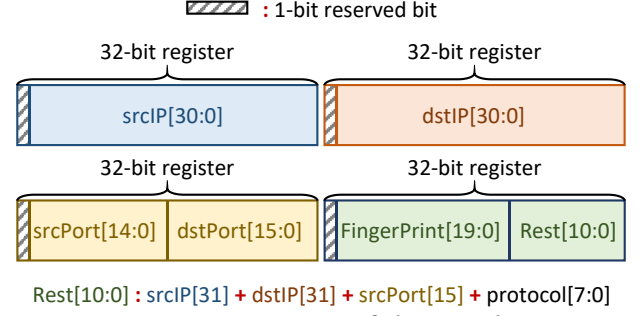 : 1-bit reserved bit
32-bit register 32-bit register
srcIP[30:0] dstIP[30:0]
32-bit register 32-bit register
srcPort[14:0] dstPort[15:0] FingerPrint[19:0] Rest[10:0]
Rest[10:0] : srcIP[31] + dstIP[31] + srcPort[15] + protocol[7:0]